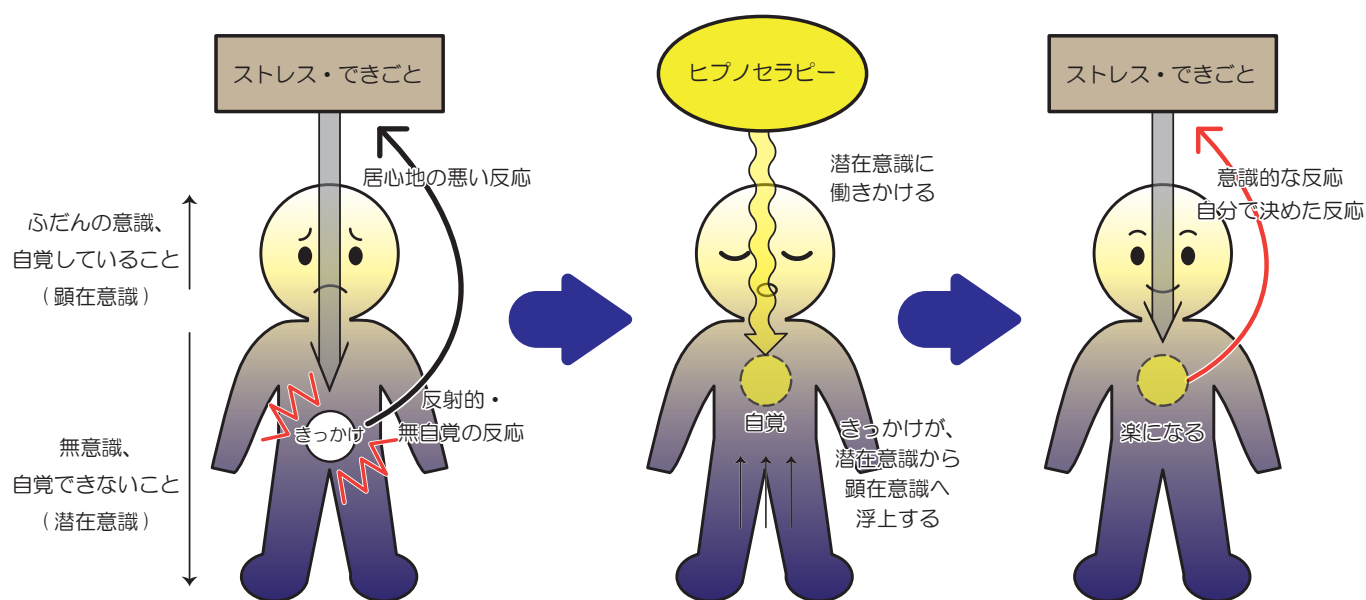 ストレス・できごと
居心地の悪い反応
ふだんの意識、
自覚していること
（顕在意識）
反射的・
無自覚の反応
きっかけ
無意識、
自覚できないこと
（潜在意識）
ヒプノセラピー
潜在意識に
働きかける
自覚
きっかけが、
潜在意識から
顕在意識へ
浮上する
ストレス・できごと
意識的な反応
自分で決めた反応
楽になる